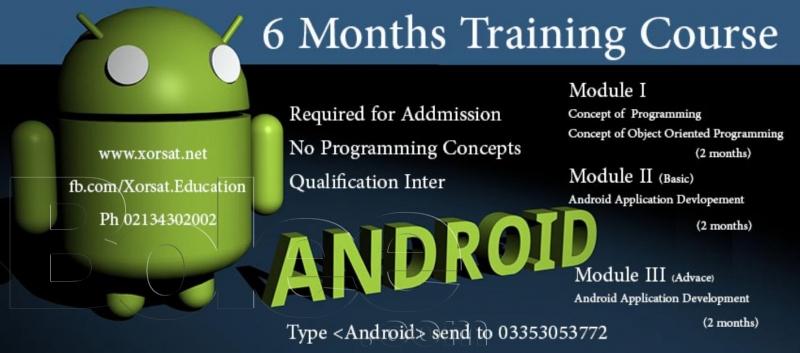 6 Months Training Course
www.xorsat.net
fb.com/Xorsat.Education
Ph 02134302002
Required for Addmission
No Programming Concepts
Qualification Inter
Module I
Concept of Programming
Concept of Object Oriented Programming
(2 months)
Module II (Basic)
Android Application Devlopement
(2 months)
Module III (Advace)
Android Application Development
(2 months)
ANDROID
Type <Android> send to 03353053772